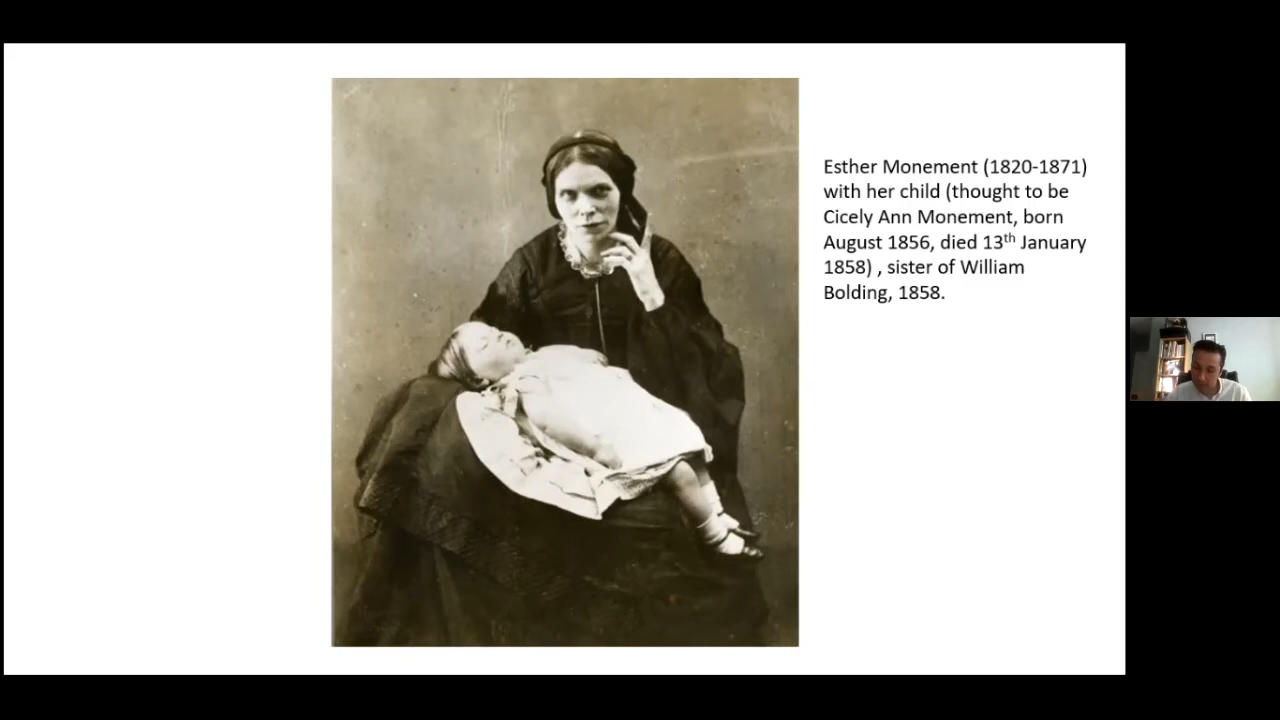 Esther Monement (1820-1871)
with her child (thought to be
Cicely Ann Monement, born
August 1856, died 13th January
1858) , sister of William
Bolding, 1858.